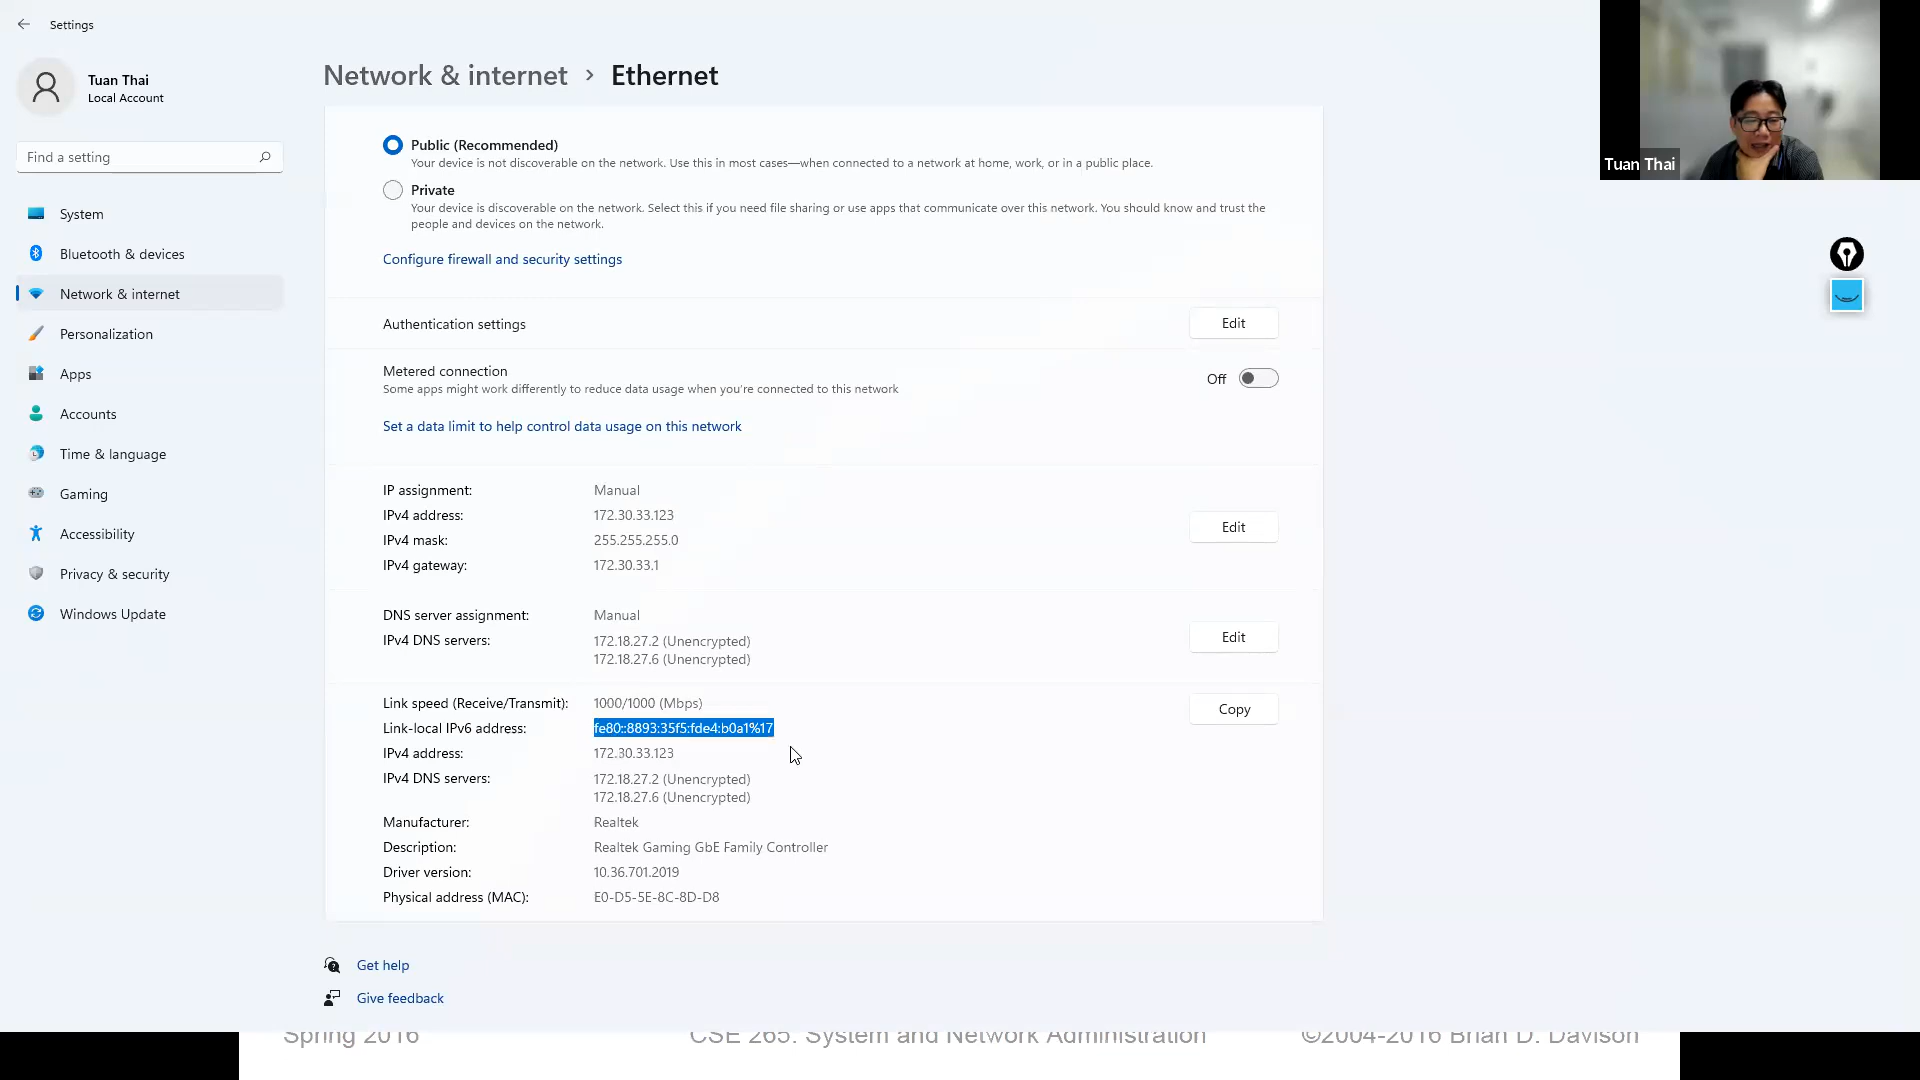 Settings
Tuan Thai
Local Account
Find a setting
System
Bluetooth & devices
Network & internet
Personalization
Apps
Accounts
Time & language
Gaming
Accessibility
Privacy & security
Windows Update
Network & internet › Ethernet
Public (Recommended)
Your device is not discoverable on the network. Use this in most cases—when connected to a network at home, work, or in a public place.
Private
Your device is discoverable on the network. Select this if you need file sharing or use apps that communicate over this network. You should know and trust the
people and devices on the network.
Configure firewall and security settings
Authentication settings Edit
Metered connection
Some apps might work differently to reduce data usage when you're connected to this network
Off
Set a data limit to help control data usage on this network
IP assignment: Manual
IPv4 address: 172.30.33.123
IPv4 mask: 255.255.255.0
IPv4 gateway: 172.30.33.1
Edit
DNS server assignment: Manual
IPv4 DNS servers: 172.18.27.2 (Unencrypted)
172.18.27.6 (Unencrypted)
Edit
Link speed (Receive/Transmit): 1000/1000 (Mbps)
Link-local IPv6 address: fe80::8893:35f5:fde4:b0a1%17
IPv4 address: 172.30.33.123
IPv4 DNS servers: 172.18.27.2 (Unencrypted)
172.18.27.6 (Unencrypted)
Manufacturer: Realtek
Description: Realtek Gaming GbE Family Controller
Driver version: 10.36.701.2019
Physical address (MAC): E0-D5-5E-8C-8D-D8
Copy
Get help
Give feedback
Tuan Thai
Spring 2016 CSE 265: System and Network Administration ©2004-2016 Brian D. Davison